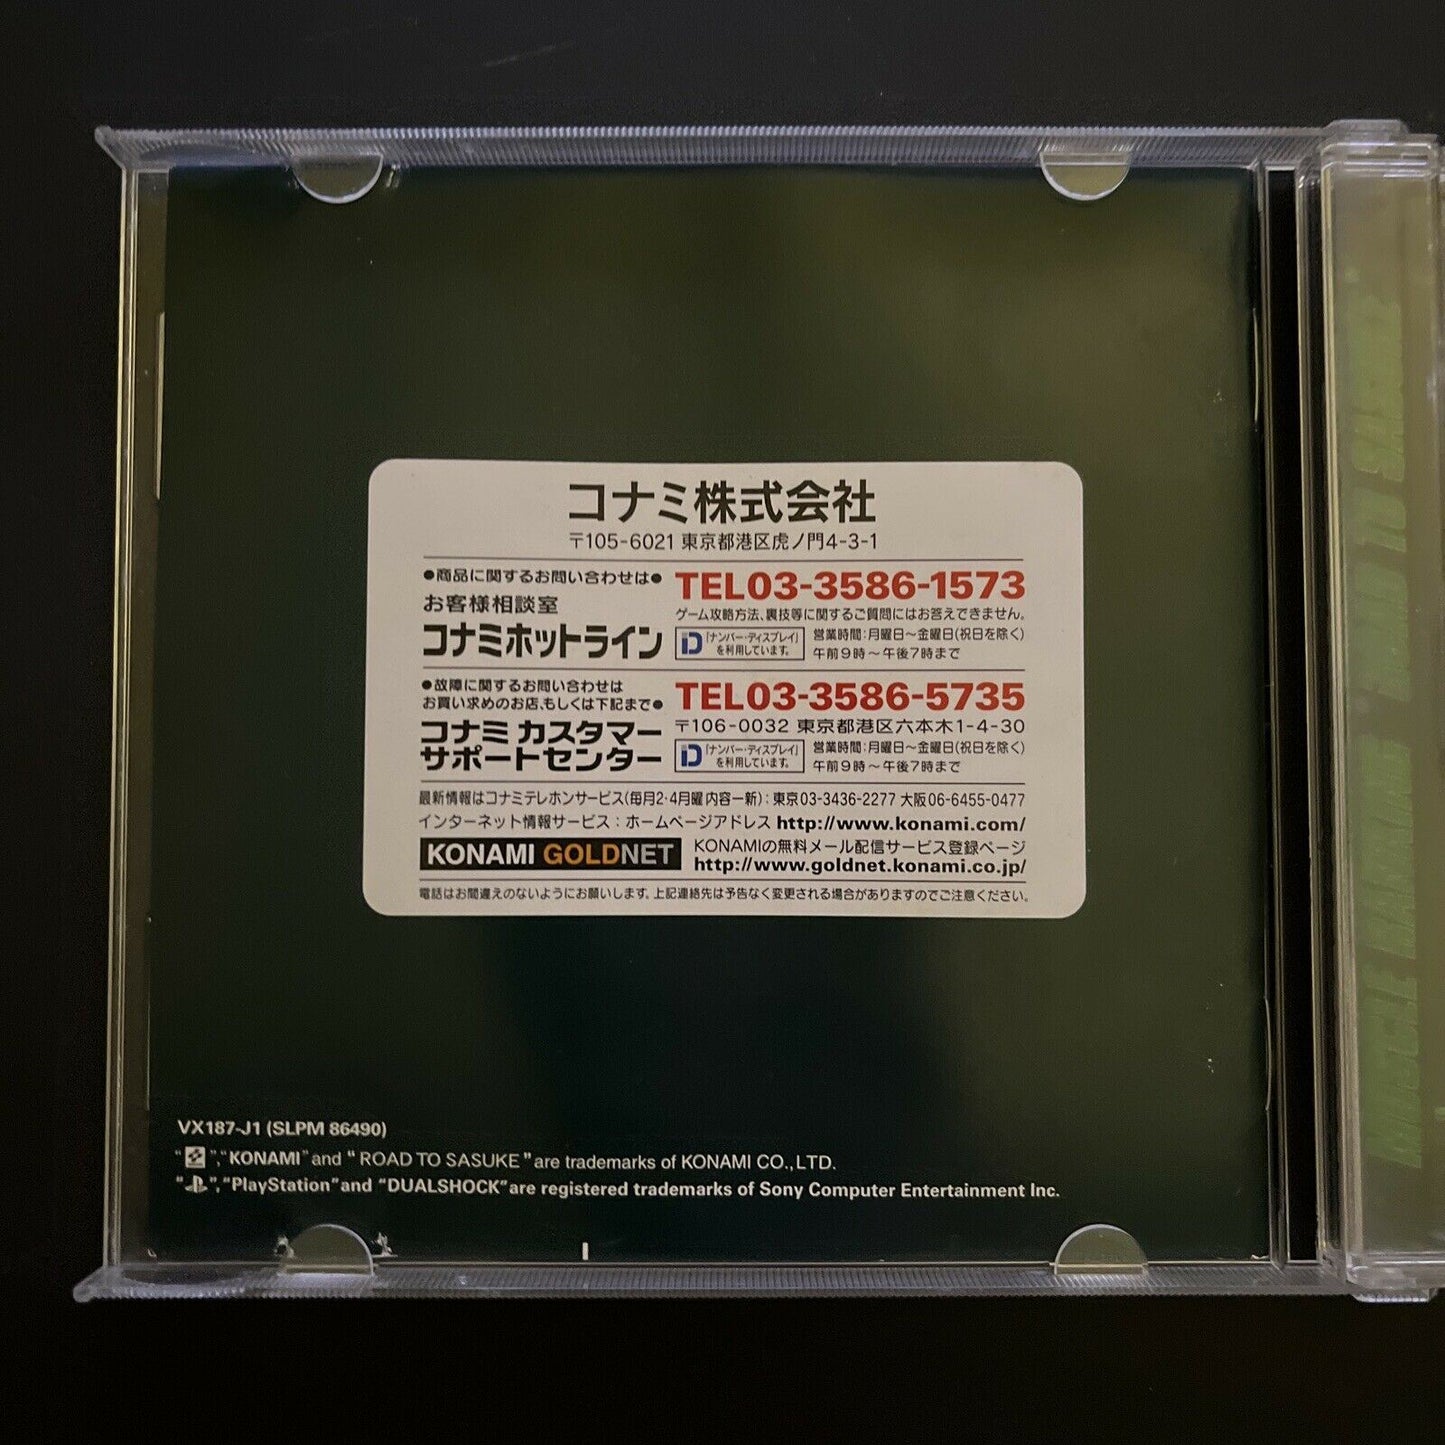 コナミ株式会社
〒105-6021 東京都港区虎ノ門4-3-1
●商品に関するお問い合わせは●
お客様相談室
コナミホットライン
TEL03-3586-1573
ゲーム攻略方法、裏技等に関するご質問にはお答えできません。
D 「ナンバー・ディスプレイ」
を利用しています。
営業時間：月曜日～金曜日(祝日を除く)
午前9時～午後7時まで
●故障に関するお問い合わせは
お買い求めのお店、もしくは下記まで●
コナミ カスタマー
サポートセンター
TEL03-3586-5735
〒106-0032 東京都港区六本木1-4-30
D 「ナンバー・ディスプレイ」
を利用しています。
営業時間：月曜日～金曜日(祝日を除く)
午前9時～午後7時まで
最新情報はコナミテレホンサービス(毎月2・4月曜 内容一新)：東京03-3436-2277 大阪06-6455-0477
インターネット情報サービス：ホームページアドレス http://www.konami.com/
KONAMI GOLDNET
KONAMIの無料メール配信サービス登録ページ
http://www.goldnet.konami.co.jp/
電話はお間違えのないようにお願いします。上記連絡先は予告なく変更される場合がありますのでご注意ください。
VX187-J1 (SLPM 86490)
" ", "KONAMI" and "ROAD TO SASUKE" are trademarks of KONAMI CO., LTD.
" ", "PlayStation" and "DUALSHOCK" are registered trademarks of Sony Computer Entertainment Inc.
MUSCLE RANKING ROAD TO SASUKE